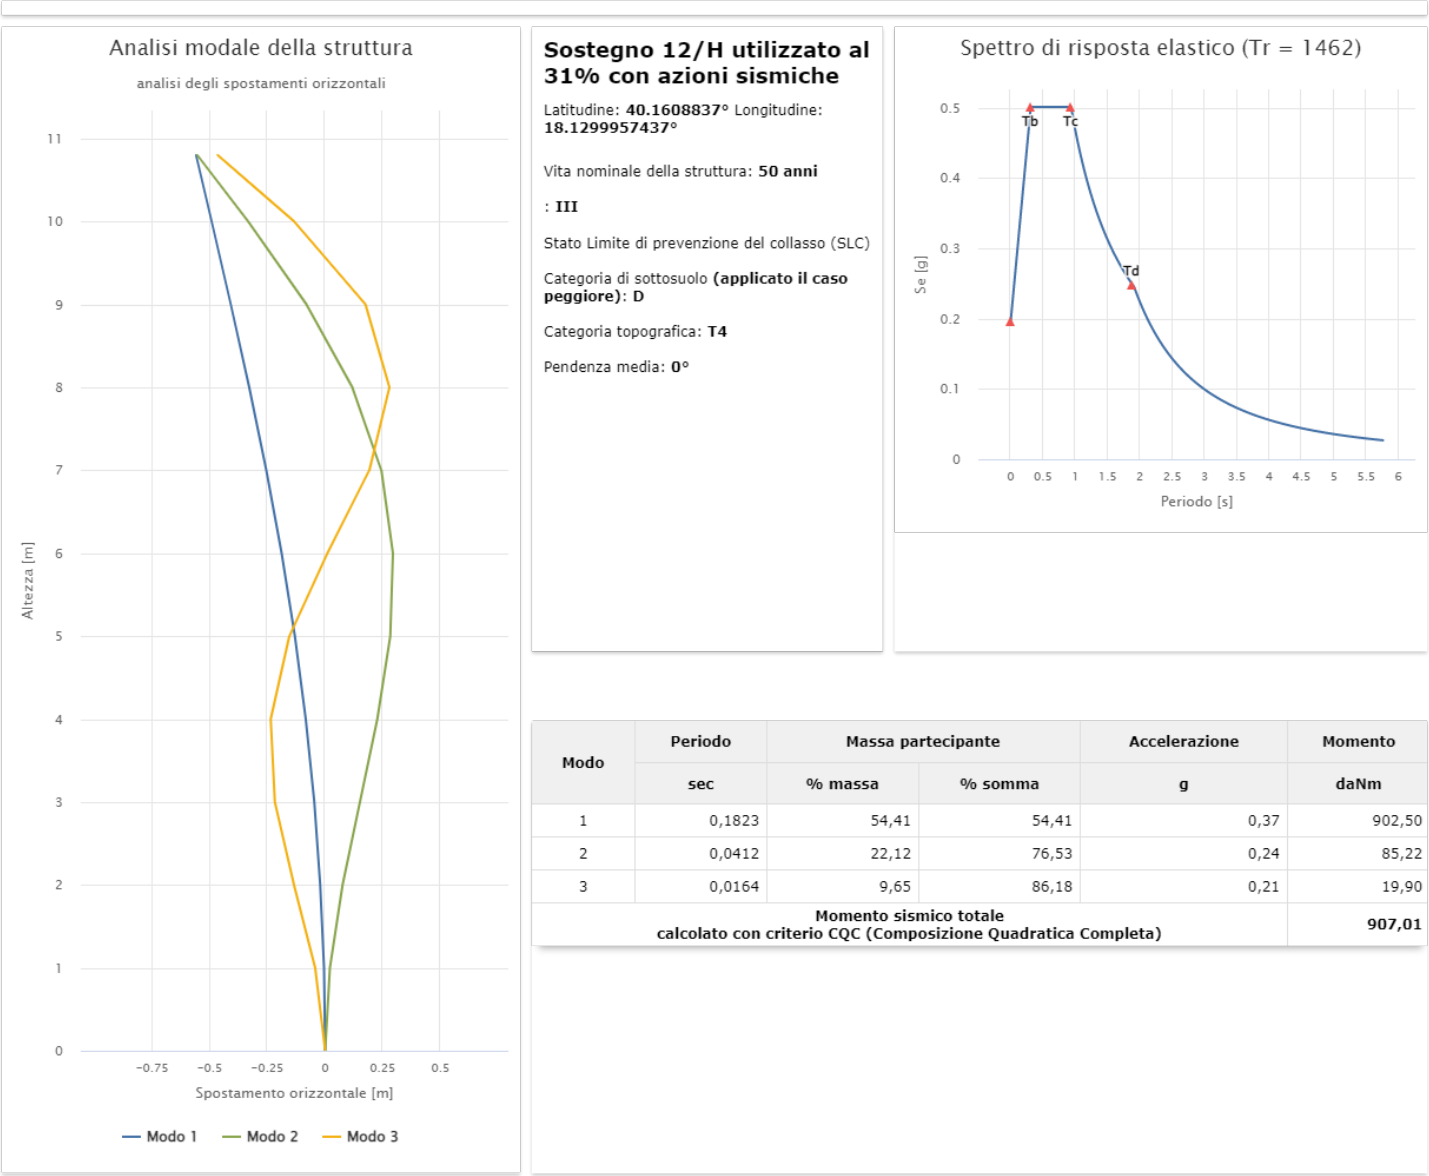 Analisi modale della struttura
analisi degli spostamenti orizzontali
11
10
9
8
7
6
5
4
3
2
1
0
Altezza [m]
−0.75 −0.5 −0.25 0 0.25 0.5
Spostamento orizzontale [m]
Modo 1 Modo 2 Modo 3
Sostegno 12/H utilizzato al
31% con azioni sismiche
Latitudine: 40.1608837° Longitudine:
18.1299957437°
Vita nominale della struttura: 50 anni
: III
Stato Limite di prevenzione del collasso (SLC)
Categoria di sottosuolo (applicato il caso
peggiore): D
Categoria topografica: T4
Pendenza media: 0°
Spettro di risposta elastico (Tr = 1462)
0.5
0.4
0.3
0.2
0.1
0
Se [g]
Tb Tc
Td
0 0.5 1 1.5 2 2.5 3 3.5 4 4.5 5 5.5 6
Periodo [s]
Modo Periodo Massa partecipante Accelerazione Momento
sec % massa % somma g daNm
1 0,1823 54,41 54,41 0,37 902,50
2 0,0412 22,12 76,53 0,24 85,22
3 0,0164 9,65 86,18 0,21 19,90
Momento sismico totale
calcolato con criterio CQC (Composizione Quadratica Completa) 907,01